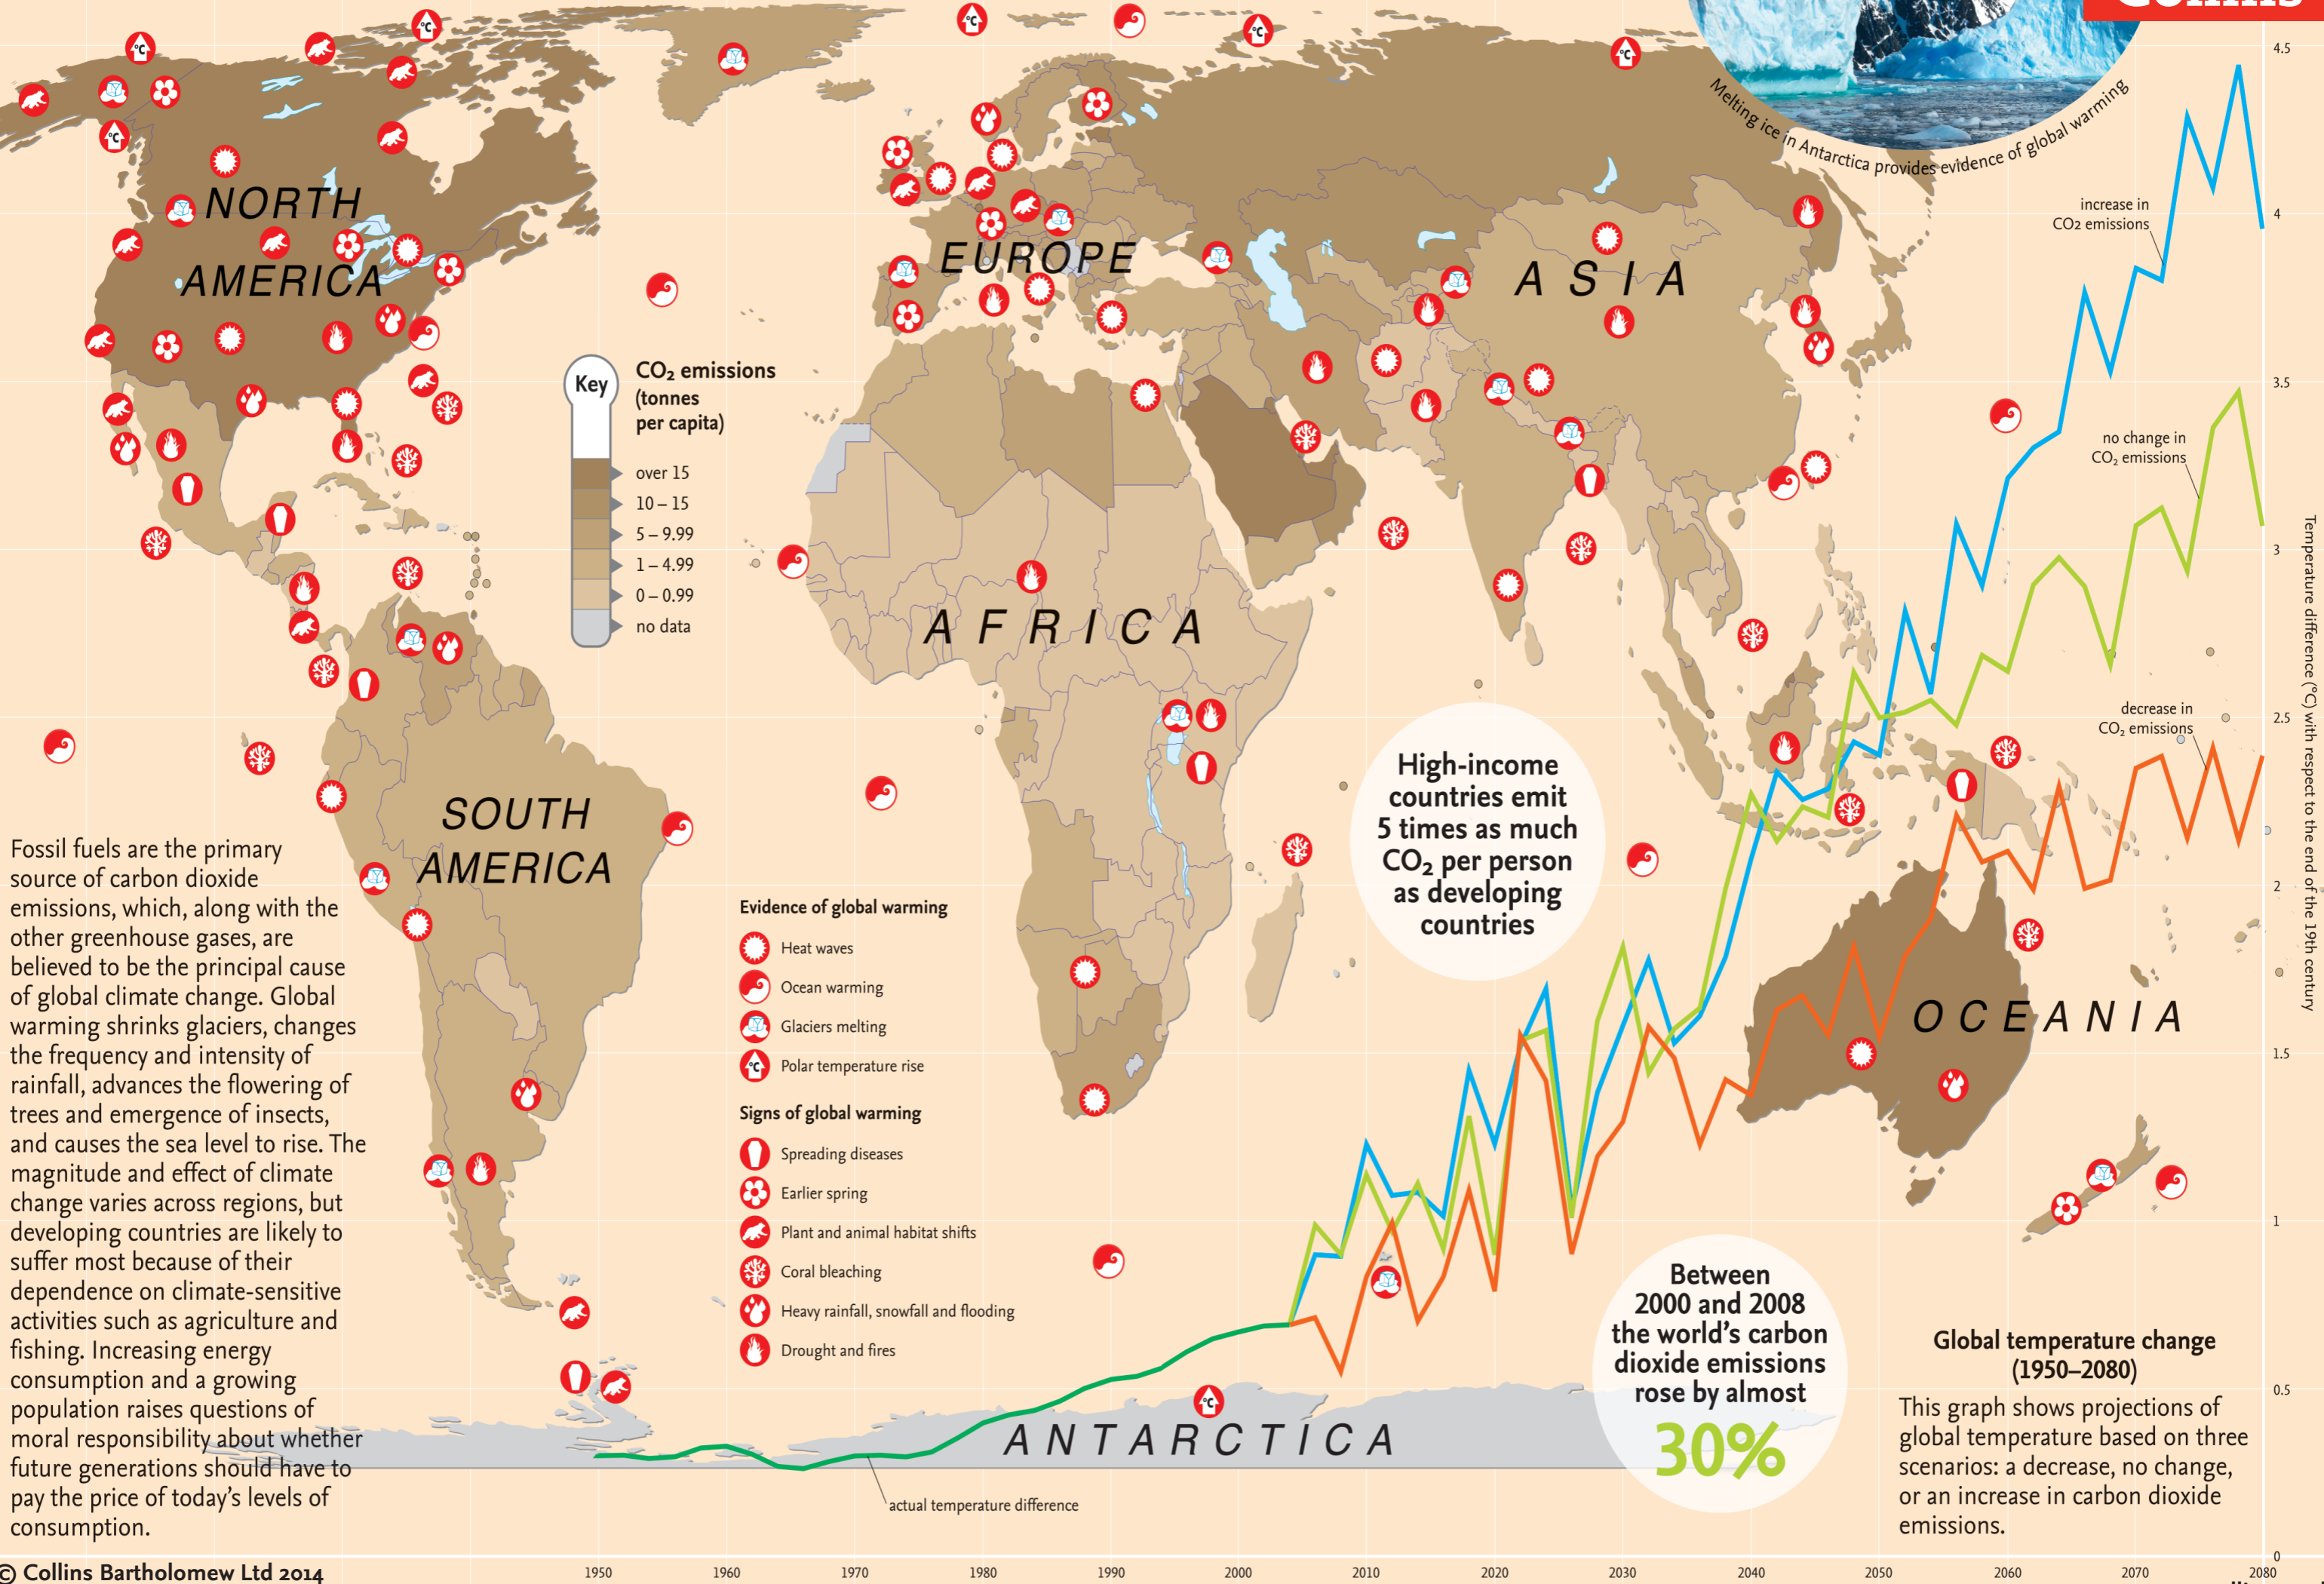 Collins
Melting ice in Antarctica provides evidence of global warming
NORTH
AMERICA
EUROPE
ASIA
AFRICA
SOUTH
AMERICA
OCEANIA
ANTARCTICA
Key
CO₂ emissions
(tonnes
per capita)
over 15
10 – 15
5 – 9.99
1 – 4.99
0 – 0.99
no data
High-income
countries emit
5 times as much
CO₂ per person
as developing
countries
Fossil fuels are the primary
source of carbon dioxide
emissions, which, along with the
other greenhouse gases, are
believed to be the principal cause
of global climate change. Global
warming shrinks glaciers, changes
the frequency and intensity of
rainfall, advances the flowering of
trees and emergence of insects,
and causes the sea level to rise. The
magnitude and effect of climate
change varies across regions, but
developing countries are likely to
suffer most because of their
dependence on climate-sensitive
activities such as agriculture and
fishing. Increasing energy
consumption and a growing
population raises questions of
moral responsibility about whether
future generations should have to
pay the price of today's levels of
consumption.
Evidence of global warming
Heat waves
Ocean warming
Glaciers melting
°C Polar temperature rise
Signs of global warming
Spreading diseases
Earlier spring
Plant and animal habitat shifts
Coral bleaching
Heavy rainfall, snowfall and flooding
Drought and fires
°C
°C
°C
°C
°C
°C
°C
increase in
CO2 emissions
no change in
CO₂ emissions
decrease in
CO₂ emissions
actual temperature difference
Between
2000 and 2008
the world's carbon
dioxide emissions
rose by almost
30%
Global temperature change
(1950–2080)
This graph shows projections of
global temperature based on three
scenarios: a decrease, no change,
or an increase in carbon dioxide
emissions.
4.5
4
3.5
3
2.5
2
1.5
1
0.5
0
Temperature difference (°C) with respect to the end of the 19th century
1950 1960 1970 1980 1990 2000 2010 2020 2030 2040 2050 2060 2070 2080
© Collins Bartholomew Ltd 2014